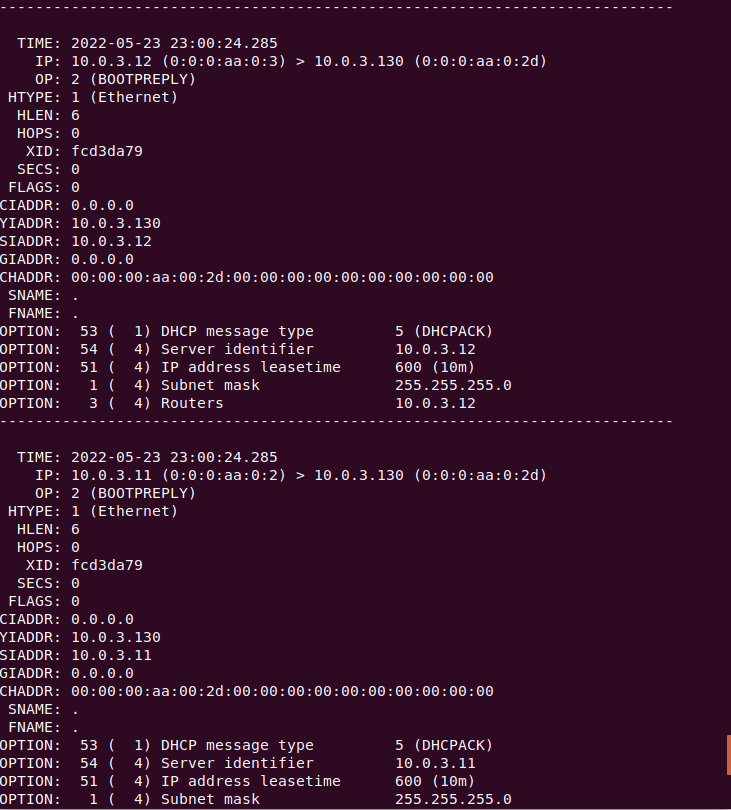 ---------------------------------------------------------------------------
  TIME: 2022-05-23 23:00:24.285
    IP: 10.0.3.12 (0:0:0:aa:0:3) > 10.0.3.130 (0:0:0:aa:0:2d)
    OP: 2 (BOOTPREPLY)
 HTYPE: 1 (Ethernet)
  HLEN: 6
  HOPS: 0
   XID: fcd3da79
  SECS: 0
 FLAGS: 0
CIADDR: 0.0.0.0
YIADDR: 10.0.3.130
SIADDR: 10.0.3.12
GIADDR: 0.0.0.0
CHADDR: 00:00:00:aa:00:2d:00:00:00:00:00:00:00:00:00:00
 SNAME: .
 FNAME: .
OPTION:  53 (  1) DHCP message type         5 (DHCPACK)
OPTION:  54 (  4) Server identifier         10.0.3.12
OPTION:  51 (  4) IP address leasetime      600 (10m)
OPTION:   1 (  4) Subnet mask               255.255.255.0
OPTION:   3 (  4) Routers                   10.0.3.12
---------------------------------------------------------------------------
  TIME: 2022-05-23 23:00:24.285
    IP: 10.0.3.11 (0:0:0:aa:0:2) > 10.0.3.130 (0:0:0:aa:0:2d)
    OP: 2 (BOOTPREPLY)
 HTYPE: 1 (Ethernet)
  HLEN: 6
  HOPS: 0
   XID: fcd3da79
  SECS: 0
 FLAGS: 0
CIADDR: 0.0.0.0
YIADDR: 10.0.3.130
SIADDR: 10.0.3.11
GIADDR: 0.0.0.0
CHADDR: 00:00:00:aa:00:2d:00:00:00:00:00:00:00:00:00:00
 SNAME: .
 FNAME: .
OPTION:  53 (  1) DHCP message type         5 (DHCPACK)
OPTION:  54 (  4) Server identifier         10.0.3.11
OPTION:  51 (  4) IP address leasetime      600 (10m)
OPTION:   1 (  4) Subnet mask               255.255.255.0